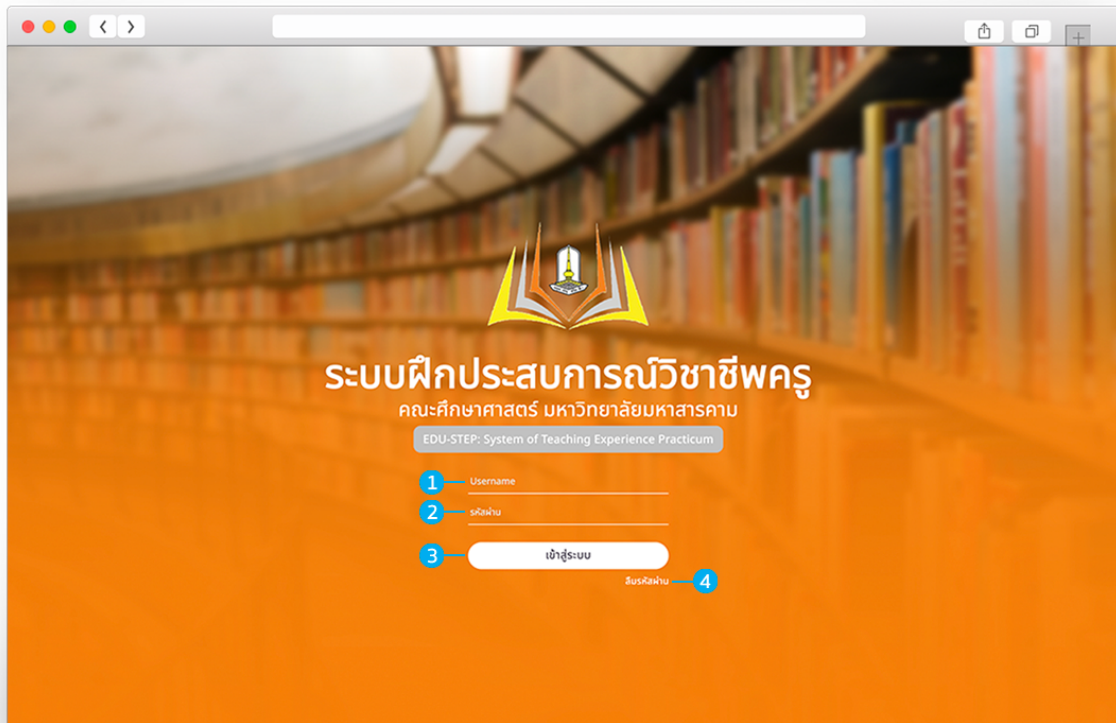 ระบบฝึกประสบการณ์วิชาชีพครู
คณะศึกษาศาสตร์ มหาวิทยาลัยมหาสารคาม
EDU-STEP: System of Teaching Experience Practicum
1 Username
2 รหัสผ่าน
3 เข้าสู่ระบบ
ลืมรหัสผ่าน 4